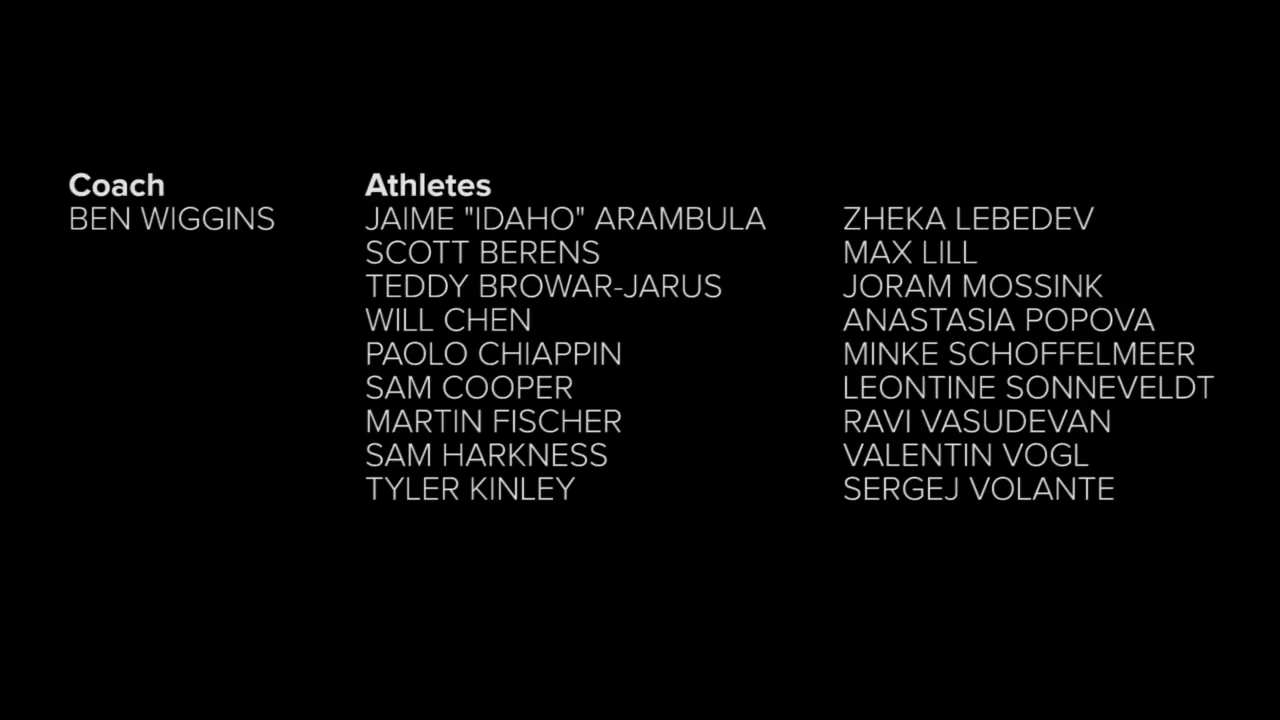 Coach
BEN WIGGINS
Athletes
JAIME "IDAHO" ARAMBULA
SCOTT BERENS
TEDDY BROWAR-JARUS
WILL CHEN
PAOLO CHIAPPIN
SAM COOPER
MARTIN FISCHER
SAM HARKNESS
TYLER KINLEY
ZHEKA LEBEDEV
MAX LILL
JORAM MOSSINK
ANASTASIA POPOVA
MINKE SCHOFFELMEER
LEONTINE SONNEVELDT
RAVI VASUDEVAN
VALENTIN VOGL
SERGEJ VOLANTE